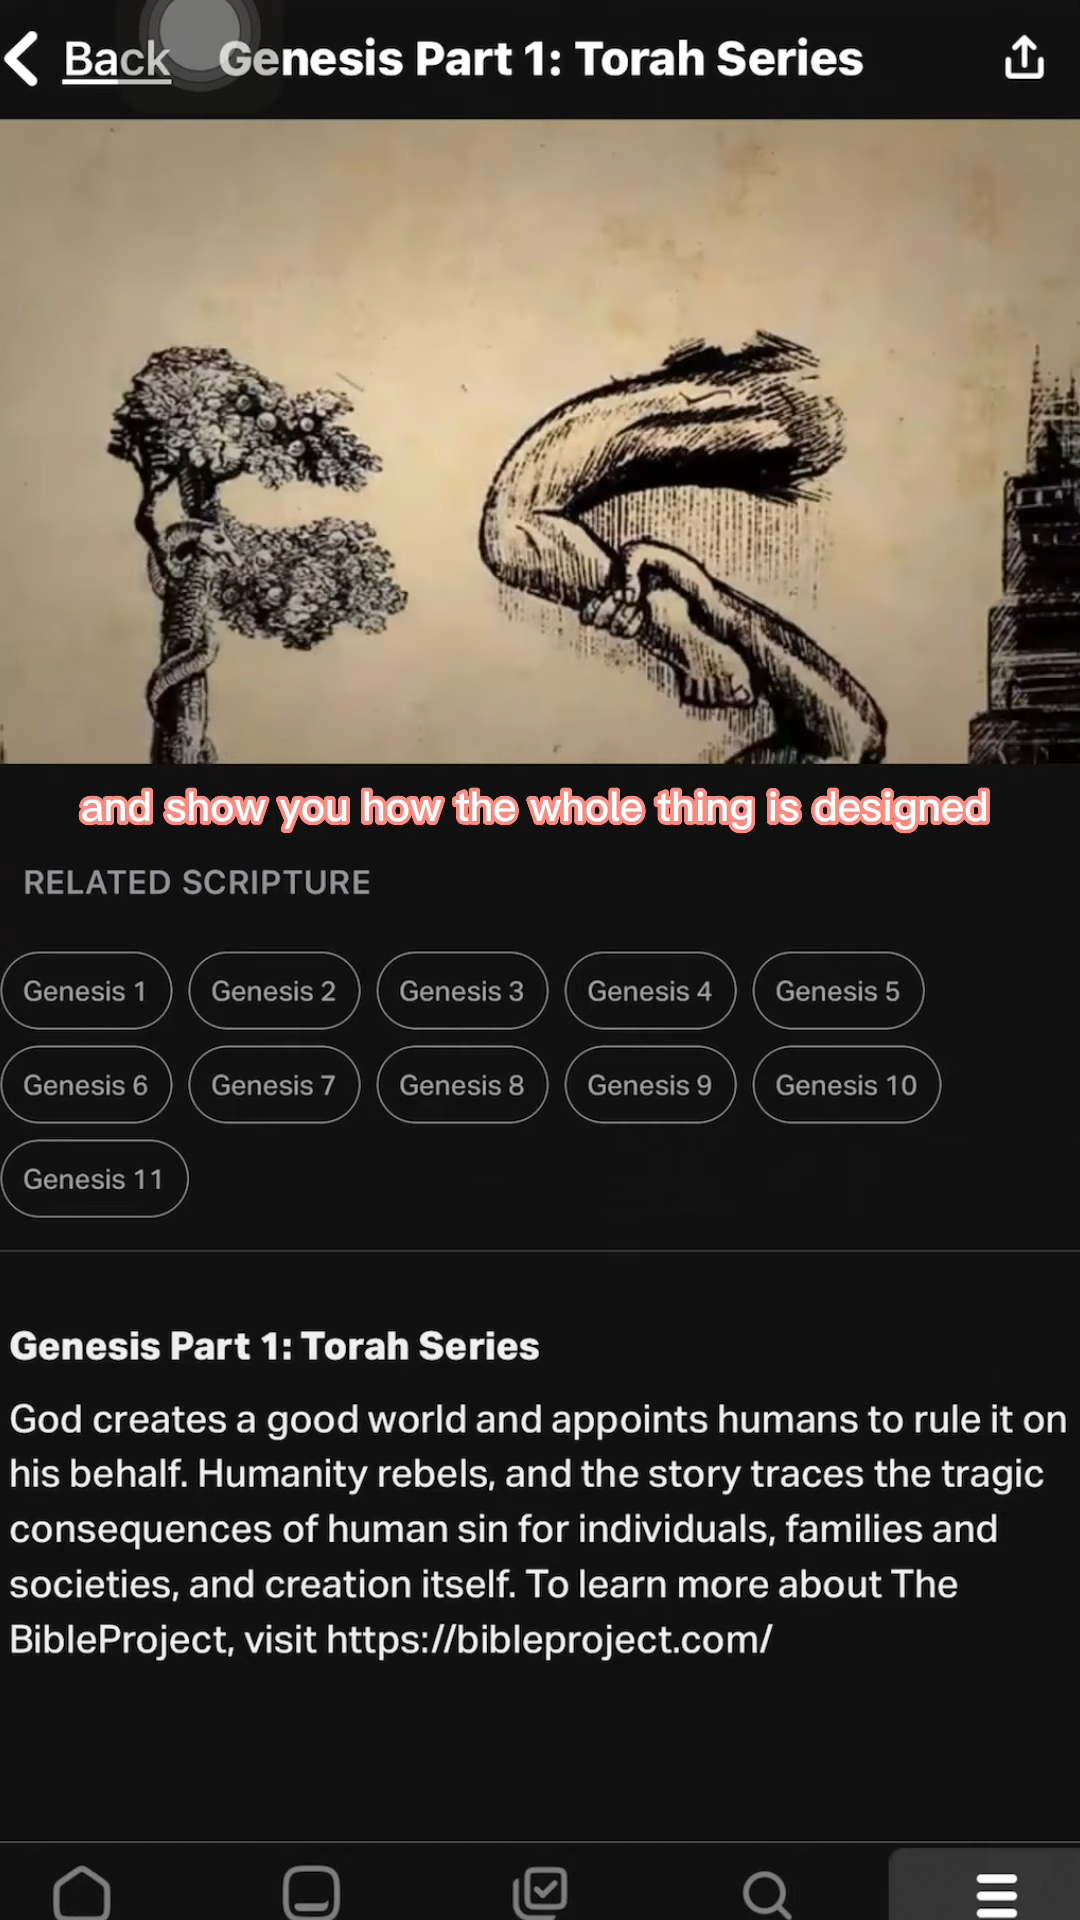 Back
Genesis Part 1: Torah Series
and show you how the whole thing is designed
RELATED SCRIPTURE
Genesis 1
Genesis 2
Genesis 3
Genesis 4
Genesis 5
Genesis 6
Genesis 7
Genesis 8
Genesis 9
Genesis 10
Genesis 11
Genesis Part 1: Torah Series
God creates a good world and appoints humans to rule it on
his behalf. Humanity rebels, and the story traces the tragic
consequences of human sin for individuals, families and
societies, and creation itself. To learn more about The
BibleProject, visit https://bibleproject.com/